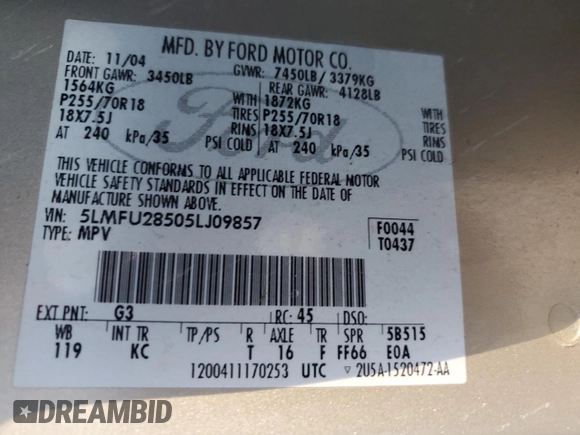 MFD. BY FORD MOTOR CO.
DATE: 11/04 GVWR: 7450LB / 3379KG
FRONT GAWR: 3450LB REAR GAWR: 4128LB
1564KG WITH 1872KG WITH
P255/70R18 TIRES P255/70R18 TIRES
18X7.5J RIMS 18X7.5J RIMS
AT 240 kPa/35 PSI COLD AT 240 kPa/35 PSI COLD
THIS VEHICLE CONFORMS TO ALL APPLICABLE FEDERAL MOTOR
VEHICLE SAFETY STANDARDS IN EFFECT ON THE DATE OF
MANUFACTURE SHOWN ABOVE.
VIN: 5LMFU28505LJ09857 F0044
TYPE: MPV T0437
EXT PNT: G3 RC: 45 DSO:
WB INT TR TP/PS R AXLE TR SPR 5B515
119 KC T 16 F FF66 E0A
1200411170253 UTC ▽ 2U5A-1520472-AA
Ford
DREAMBID